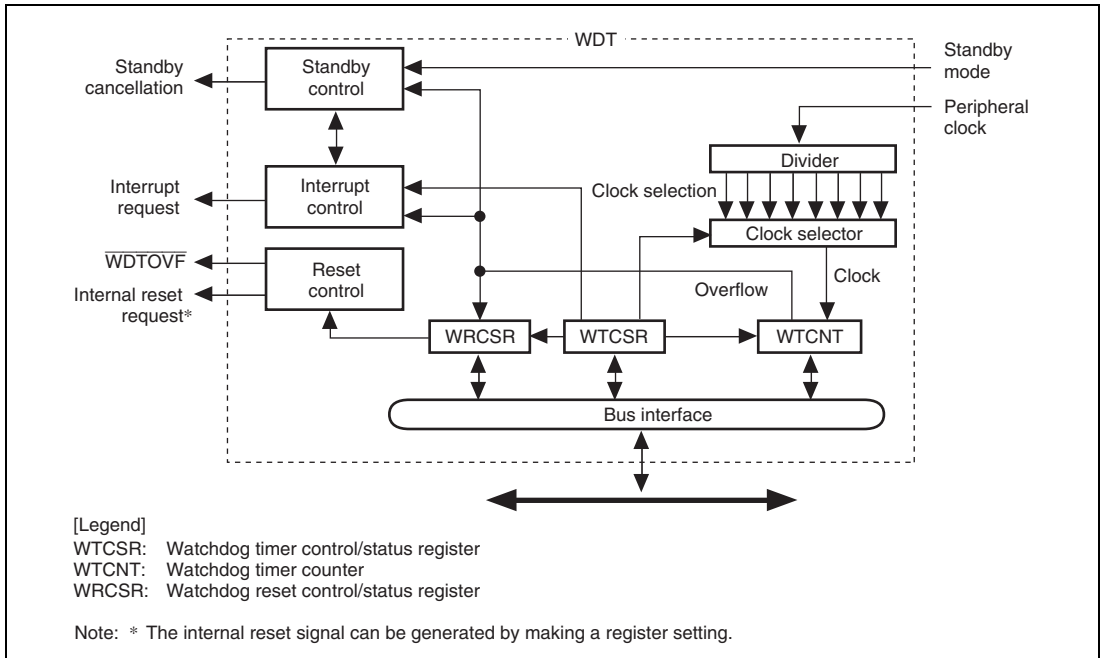 WDT
Standby
cancellation
Standby
control
Standby
mode
Peripheral
clock
Divider
Interrupt
request
Interrupt
control
Clock selection
Clock selector
WDTOVF
Internal reset
request*
Reset
control
Overflow
Clock
WRCSR
WTCSR
WTCNT
Bus interface
[Legend]
WTCSR: Watchdog timer control/status register
WTCNT: Watchdog timer counter
WRCSR: Watchdog reset control/status register
Note: * The internal reset signal can be generated by making a register setting.